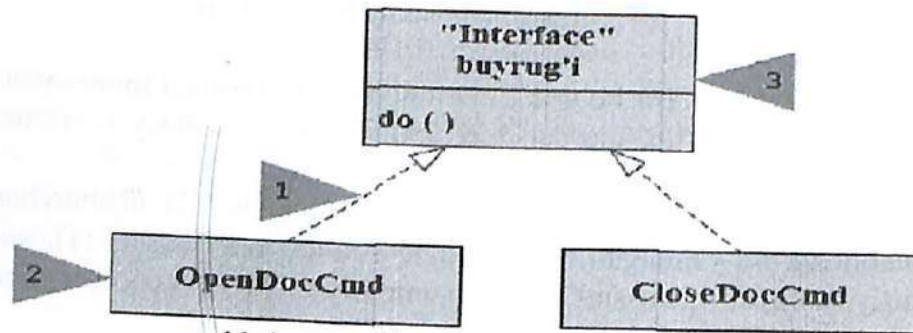 "Interface"
buyrug'i
3
do ( )
1
2
OpenDocCmd
CloseDocCmd